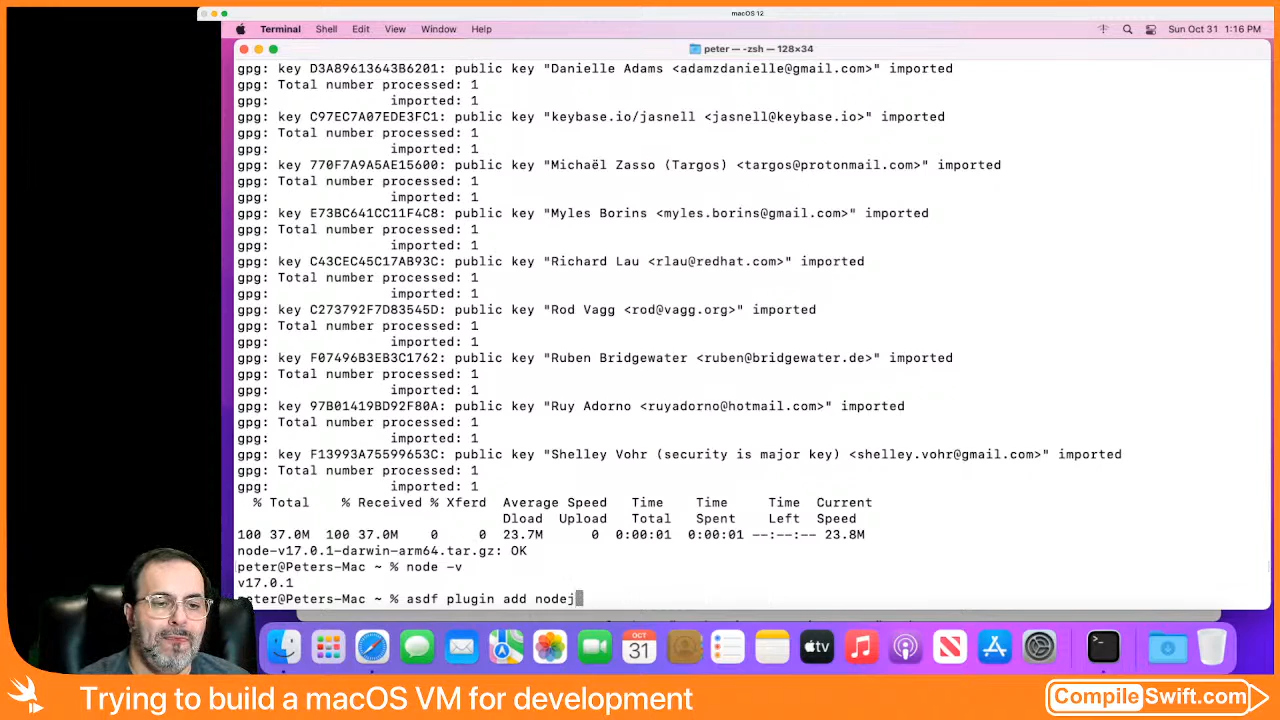 macOS 12
Terminal Shell Edit View Window Help Sun Oct 31 1:16 PM
peter — -zsh — 128×34
gpg: key D3A89613643B6201: public key "Danielle Adams <adamzdanielle@gmail.com>" imported
gpg: Total number processed: 1
gpg: imported: 1
gpg: key C97EC7A07EDE3FC1: public key "keybase.io/jasnell <jasnell@keybase.io>" imported
gpg: Total number processed: 1
gpg: imported: 1
gpg: key 770F7A9A5AE15600: public key "Michaël Zasso (Targos) <targos@protonmail.com>" imported
gpg: Total number processed: 1
gpg: imported: 1
gpg: key E73BC641CC11F4C8: public key "Myles Borins <myles.borins@gmail.com>" imported
gpg: Total number processed: 1
gpg: imported: 1
gpg: key C43CEC45C17AB93C: public key "Richard Lau <rlau@redhat.com>" imported
gpg: Total number processed: 1
gpg: imported: 1
gpg: key C273792F7D83545D: public key "Rod Vagg <rod@vagg.org>" imported
gpg: Total number processed: 1
gpg: imported: 1
gpg: key F07496B3EB3C1762: public key "Ruben Bridgewater <ruben@bridgewater.de>" imported
gpg: Total number processed: 1
gpg: imported: 1
gpg: key 97B01419BD92F80A: public key "Ruy Adorno <ruyadorno@hotmail.com>" imported
gpg: Total number processed: 1
gpg: imported: 1
gpg: key F13993A75599653C: public key "Shelley Vohr (security is major key) <shelley.vohr@gmail.com>" imported
gpg: Total number processed: 1
gpg: imported: 1
% Total % Received % Xferd Average Speed Time Time Time Current
Dload Upload Total Spent Left Speed
100 37.0M 100 37.0M 0 0 23.7M 0 0:00:01 0:00:01 --:--:-- 23.8M
node-v17.0.1-darwin-arm64.tar.gz: OK
peter@Peters-Mac ~ % node -v
v17.0.1
peter@Peters-Mac ~ % asdf plugin add nodej
OCT
31
tv
Trying to build a macOS VM for development
CompileSwift.com